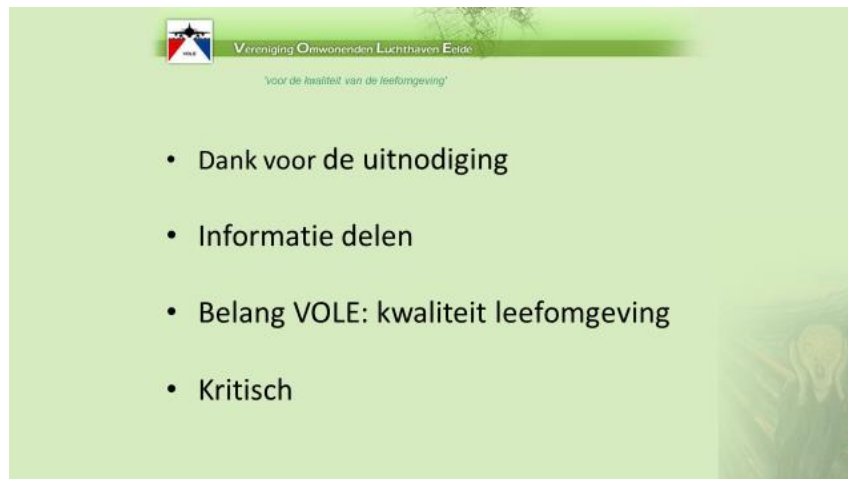 VOLE
Vereniging Omwonenden Luchthaven Eelde
'voor de kwaliteit van de leefomgeving'
• Dank voor de uitnodiging
• Informatie delen
• Belang VOLE: kwaliteit leefomgeving
• Kritisch